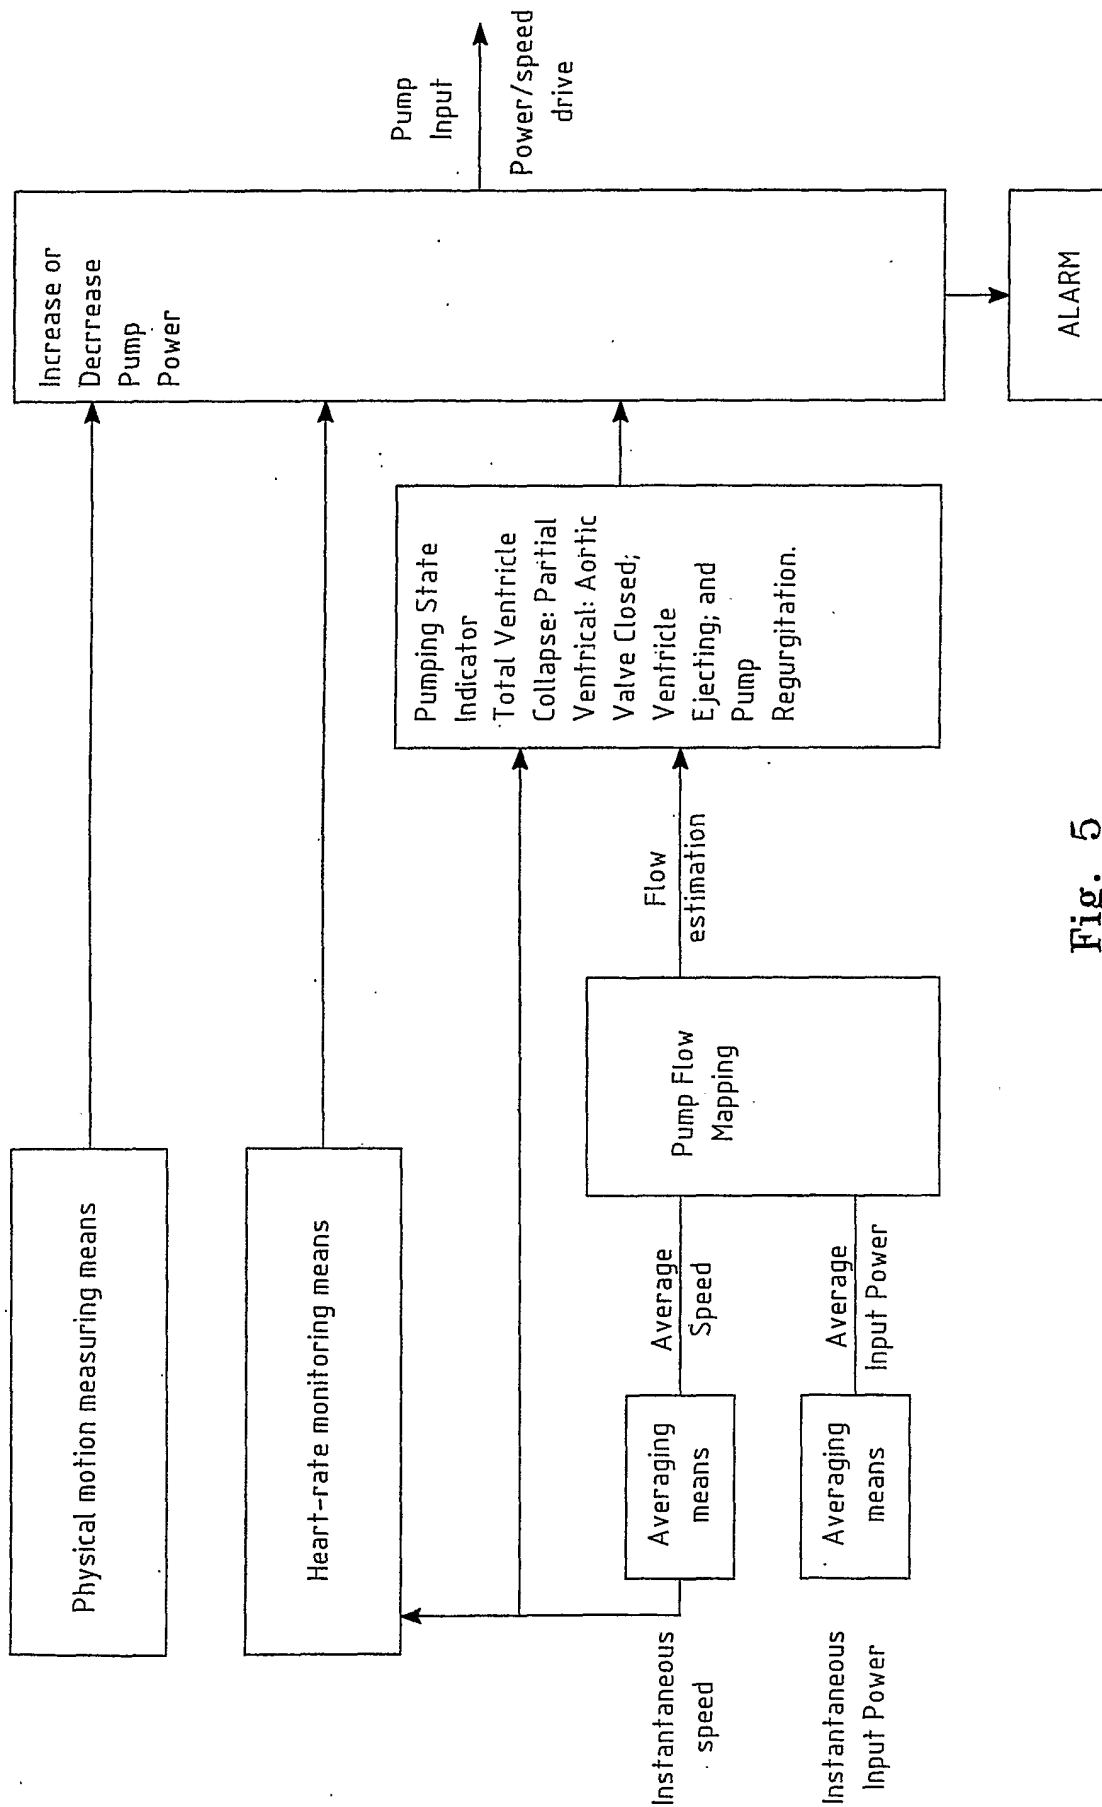 Physical motion measuring means
Heart-rate monitoring means
Instantaneous
speed
Instantaneous
Input Power
Averaging
means
Averaging
means
Average
Speed
Average
Input Power
Pump Flow
Mapping
Flow
estimation
Pumping State
Indicator
Total Ventricle
Collapse: Partial
Ventrical: Aortic
Valve Closed;
Ventricle
Ejecting; and
Pump
Regurgitation.
Increase or
Decrrease
Pump
Power
Pump
Input
Power/speed
drive
ALARM
Fig. 5